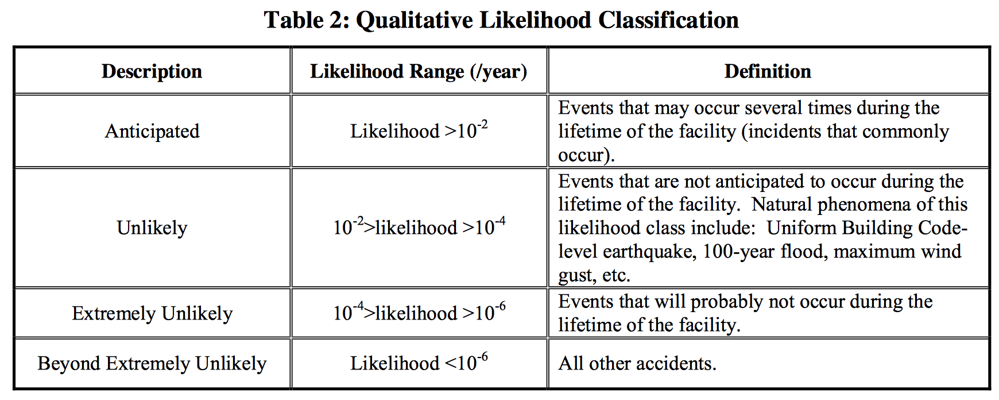 Table 2: Qualitative Likelihood Classification
Description
Likelihood Range (/year)
Definition
Anticipated
Likelihood >10⁻²
Events that may occur several times during the
lifetime of the facility (incidents that commonly
occur).
Unlikely
10⁻²>likelihood >10⁻⁴
Events that are not anticipated to occur during the
lifetime of the facility.  Natural phenomena of this
likelihood class include:  Uniform Building Code-
level earthquake, 100-year flood, maximum wind
gust, etc.
Extremely Unlikely
10⁻⁴>likelihood >10⁻⁶
Events that will probably not occur during the
lifetime of the facility.
Beyond Extremely Unlikely
Likelihood <10⁻⁶
All other accidents.